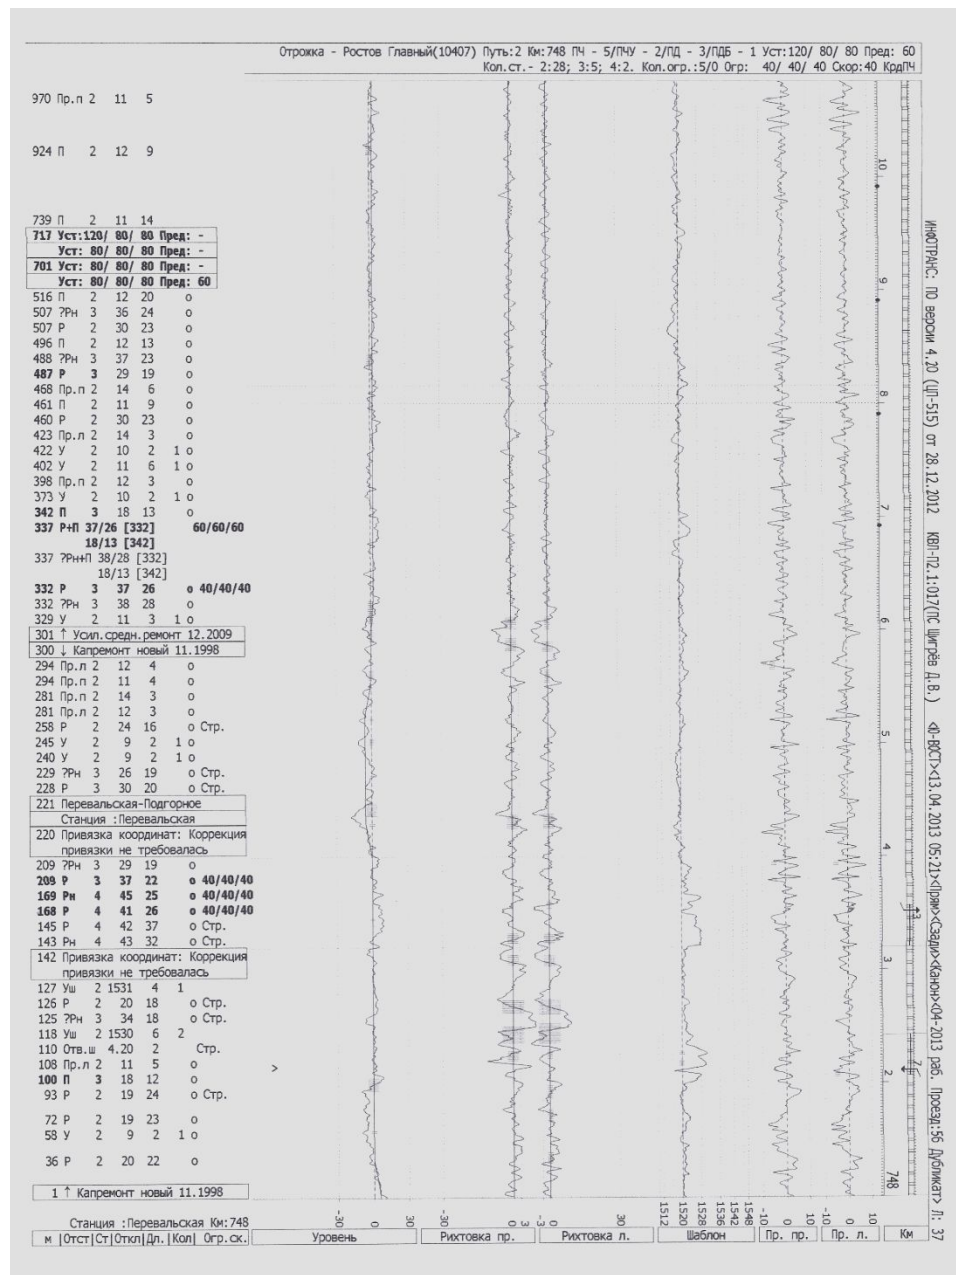 Отрожка - Ростов Главный(10407) Путь:2 Км:748 ПЧ - 5/ПЧУ - 2/ПД - 3/ПДБ - 1 Уст:120/ 80/ 80 Пред: 60
Кол.ст.- 2:28; 3:5; 4:2. Кол.огр.:5/0 Огр: 40/ 40/ 40 Скор:40 КрдПЧ
970 Пр.п 2 11 5
924 П 2 12 9
739 П 2 11 14
717 Уст:120/ 80/ 80 Пред: -
Уст: 80/ 80/ 80 Пред: -
701 Уст: 80/ 80/ 80 Пред: -
Уст: 80/ 80/ 80 Пред: 60
516 П 2 12 20 о
507 ?Рн 3 36 24 о
507 Р 2 30 23 о
496 П 2 12 13 о
488 ?Рн 3 37 23 о
487 Р 3 29 19 о
468 Пр.п 2 14 6 о
461 П 2 11 9 о
460 Р 2 30 23 о
423 Пр.л 2 14 3 о
422 У 2 10 2 1 о
402 У 2 11 6 1 о
398 Пр.п 2 12 3 о
373 У 2 10 2 1 о
342 П 3 18 13 о
337 Р+П 37/26 [332] 60/60/60
18/13 [342]
337 ?Рн+П 38/28 [332]
18/13 [342]
332 Р 3 37 26 о 40/40/40
332 ?Рн 3 38 28 о
329 У 2 11 3 1 о
301 ↑ Усил.средн.ремонт 12.2009
300 ↓ Капремонт новый 11.1998
294 Пр.л 2 12 4 о
294 Пр.п 2 11 4 о
281 Пр.п 2 14 3 о
281 Пр.л 2 12 3 о
258 Р 2 24 16 о Стр.
245 У 2 9 2 1 о
240 У 2 9 2 1 о
229 ?Рн 3 26 19 о Стр.
228 Р 3 30 20 о Стр.
221 Перевальская-Подгорное
Станция :Перевальская
220 Привязка координат: Коррекция
привязки не требовалась
209 ?Рн 3 29 19 о
209 Р 3 37 22 о 40/40/40
169 Рн 4 45 25 о 40/40/40
168 Р 4 41 26 о 40/40/40
145 Р 4 42 37 о Стр.
143 Рн 4 43 32 о Стр.
142 Привязка координат: Коррекция
привязки не требовалась
127 Уш 2 1531 4 1
126 Р 2 20 18 о Стр.
125 ?Рн 3 34 18 о Стр.
118 Уш 2 1530 6 2
110 Отв.ш 4.20 2 Стр.
108 Пр.л 2 11 5 о
100 П 3 18 12 о
93 Р 2 19 24 о Стр.
72 Р 2 19 23 о
58 У 2 9 2 1 о
36 Р 2 20 22 о
1 ↑ Капремонт новый 11.1998
Станция :Перевальская Км:748
м |Отст|Ст|Откл|Дл.|Кол| Огр.ск.
>
-30 0 30
-30 0 3
-3 0 30
1512 1520 1528 1536 1542 1548
-10 0 10
-10 0 10
Уровень
Рихтовка пр.
Рихтовка л.
Шаблон
Пр. пр.
Пр. л.
Км
10
9
8
7
6
5
4
3
2
748
3
7
ИнфОТРАНС: ПО версии 4.20 (ЦП-515) от 28.12.2012 КВЛ-П2.1:017(ПС Шигрёв Д.В.) <Ю-ВОСТ><13.04.2013 05:21><Прям><Сзади><Канон><04-2013 раб. Проезд:56 Дубликат> Л: 37